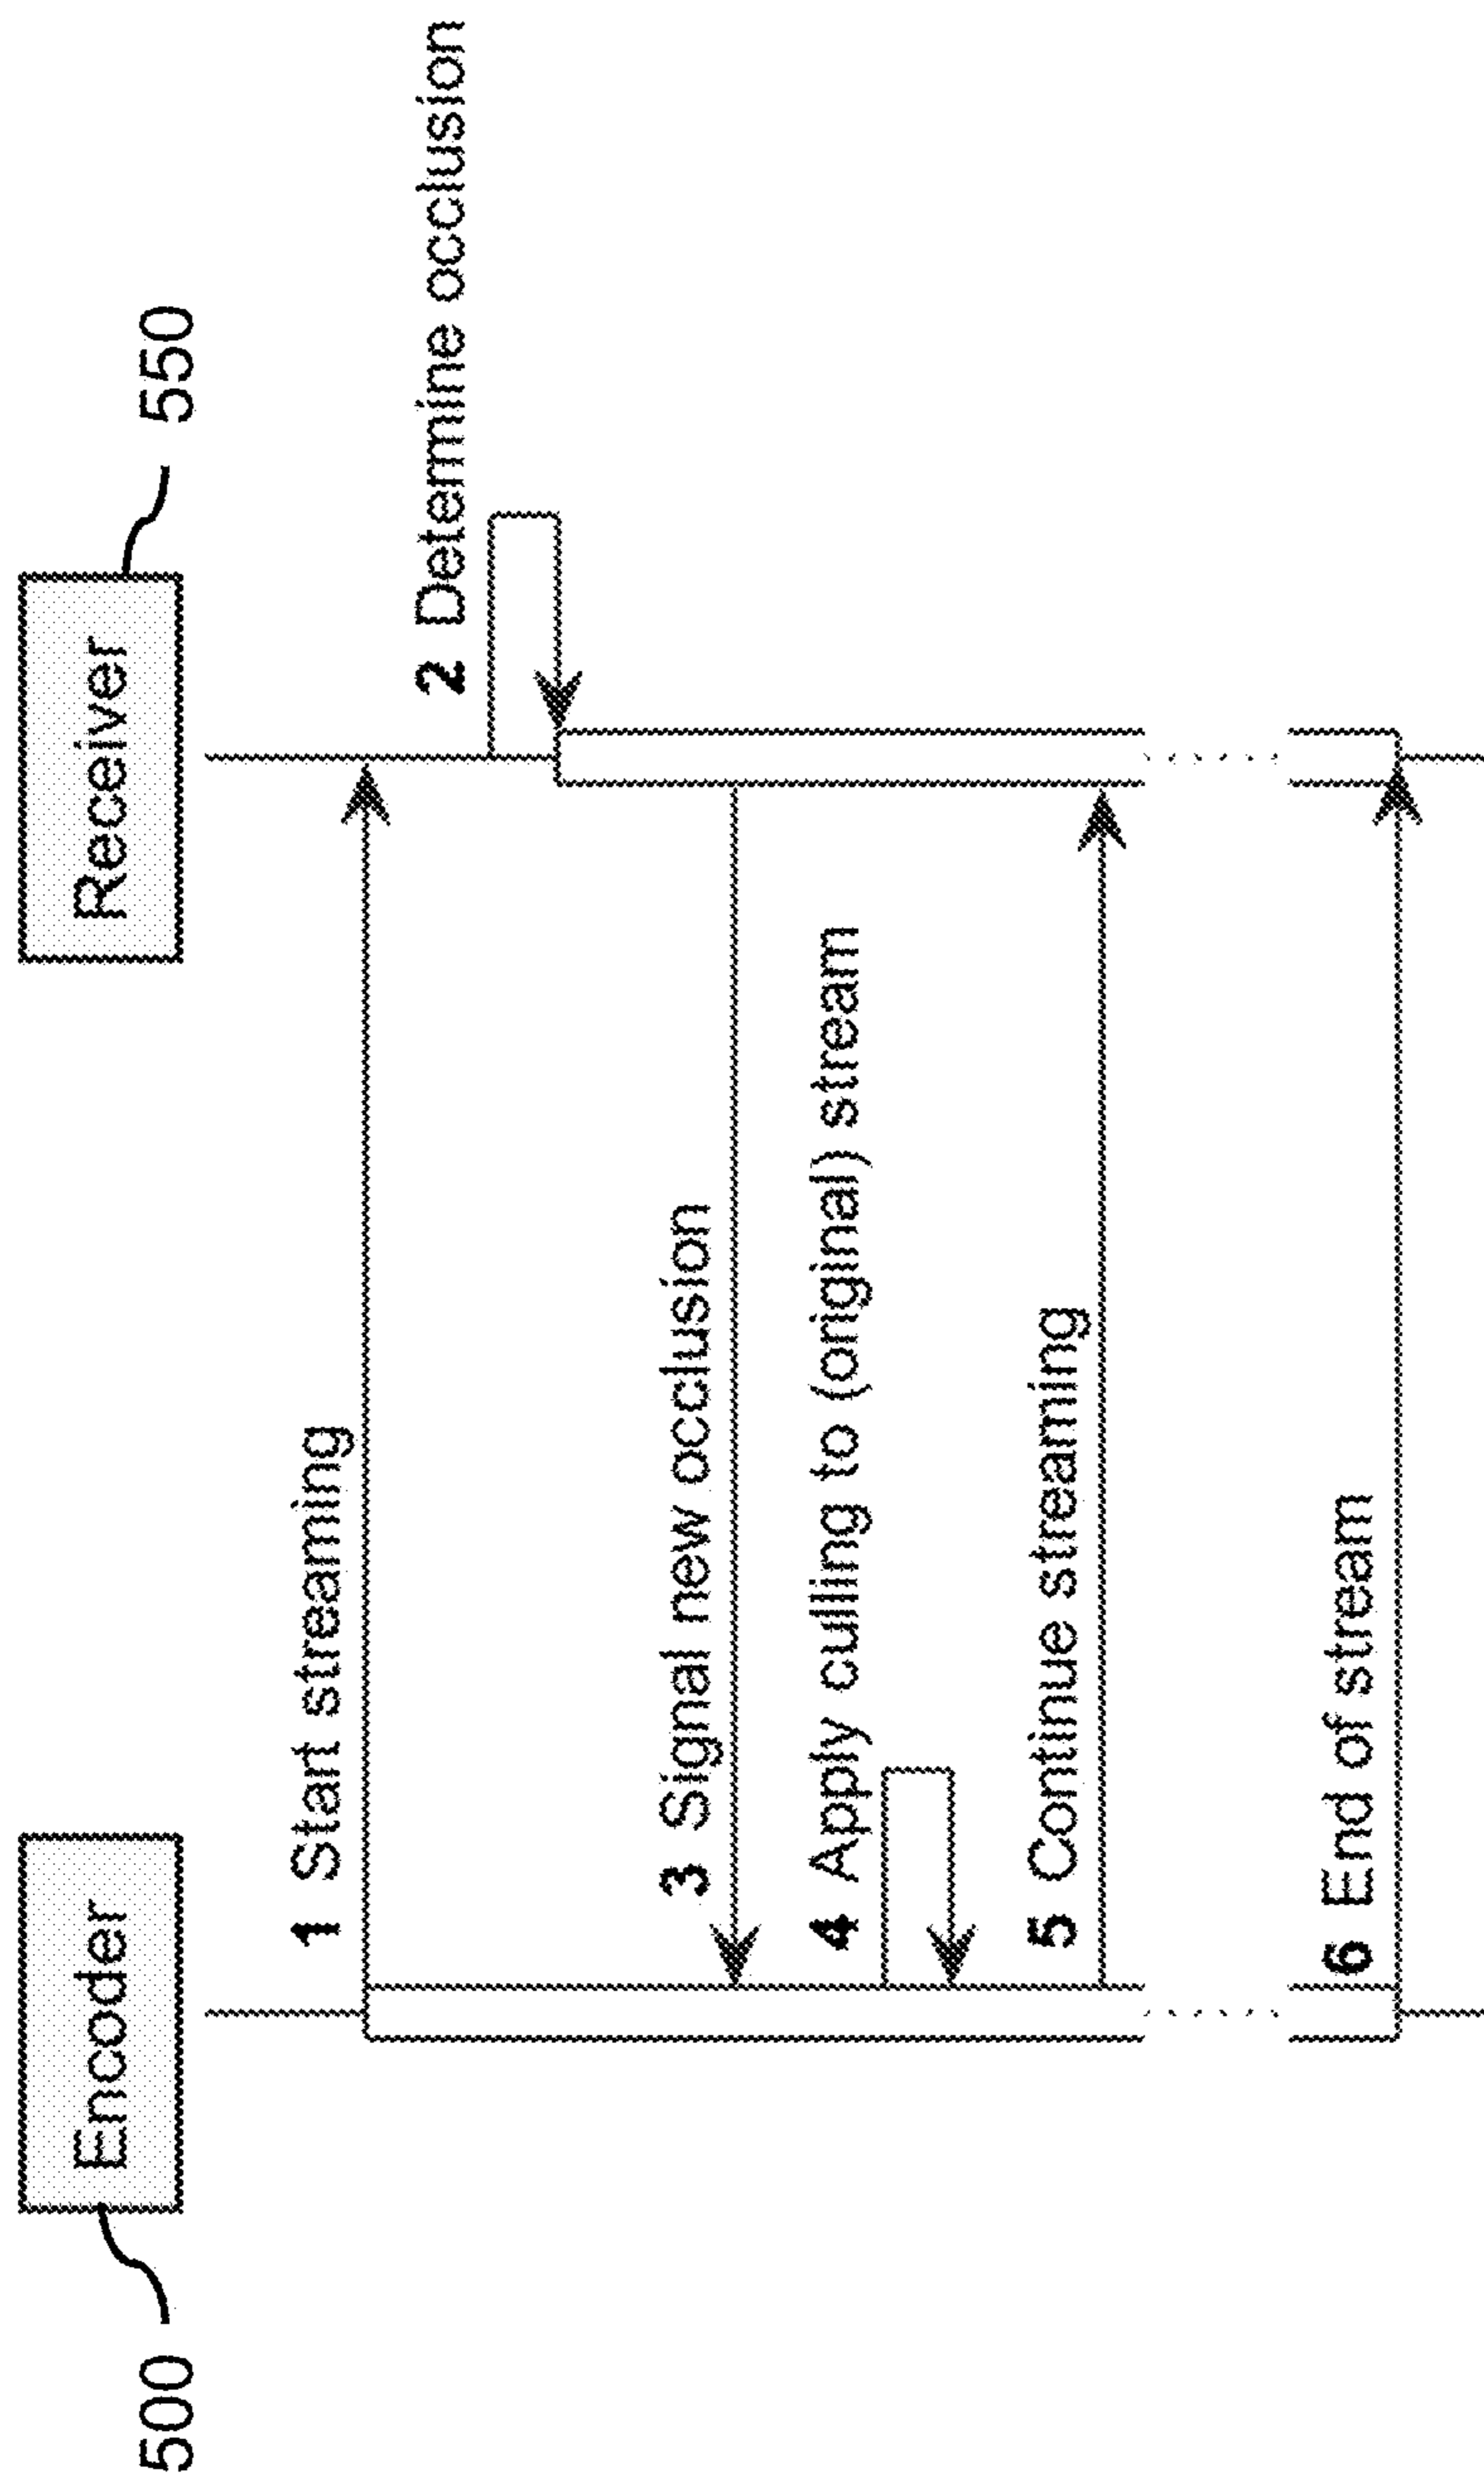 500
Encoder
Receiver
550
1 Start streaming
2 Determine occlusion
3 Signal new occlusion
4 Apply culling to (original) stream
5 Continue streaming
6 End of stream